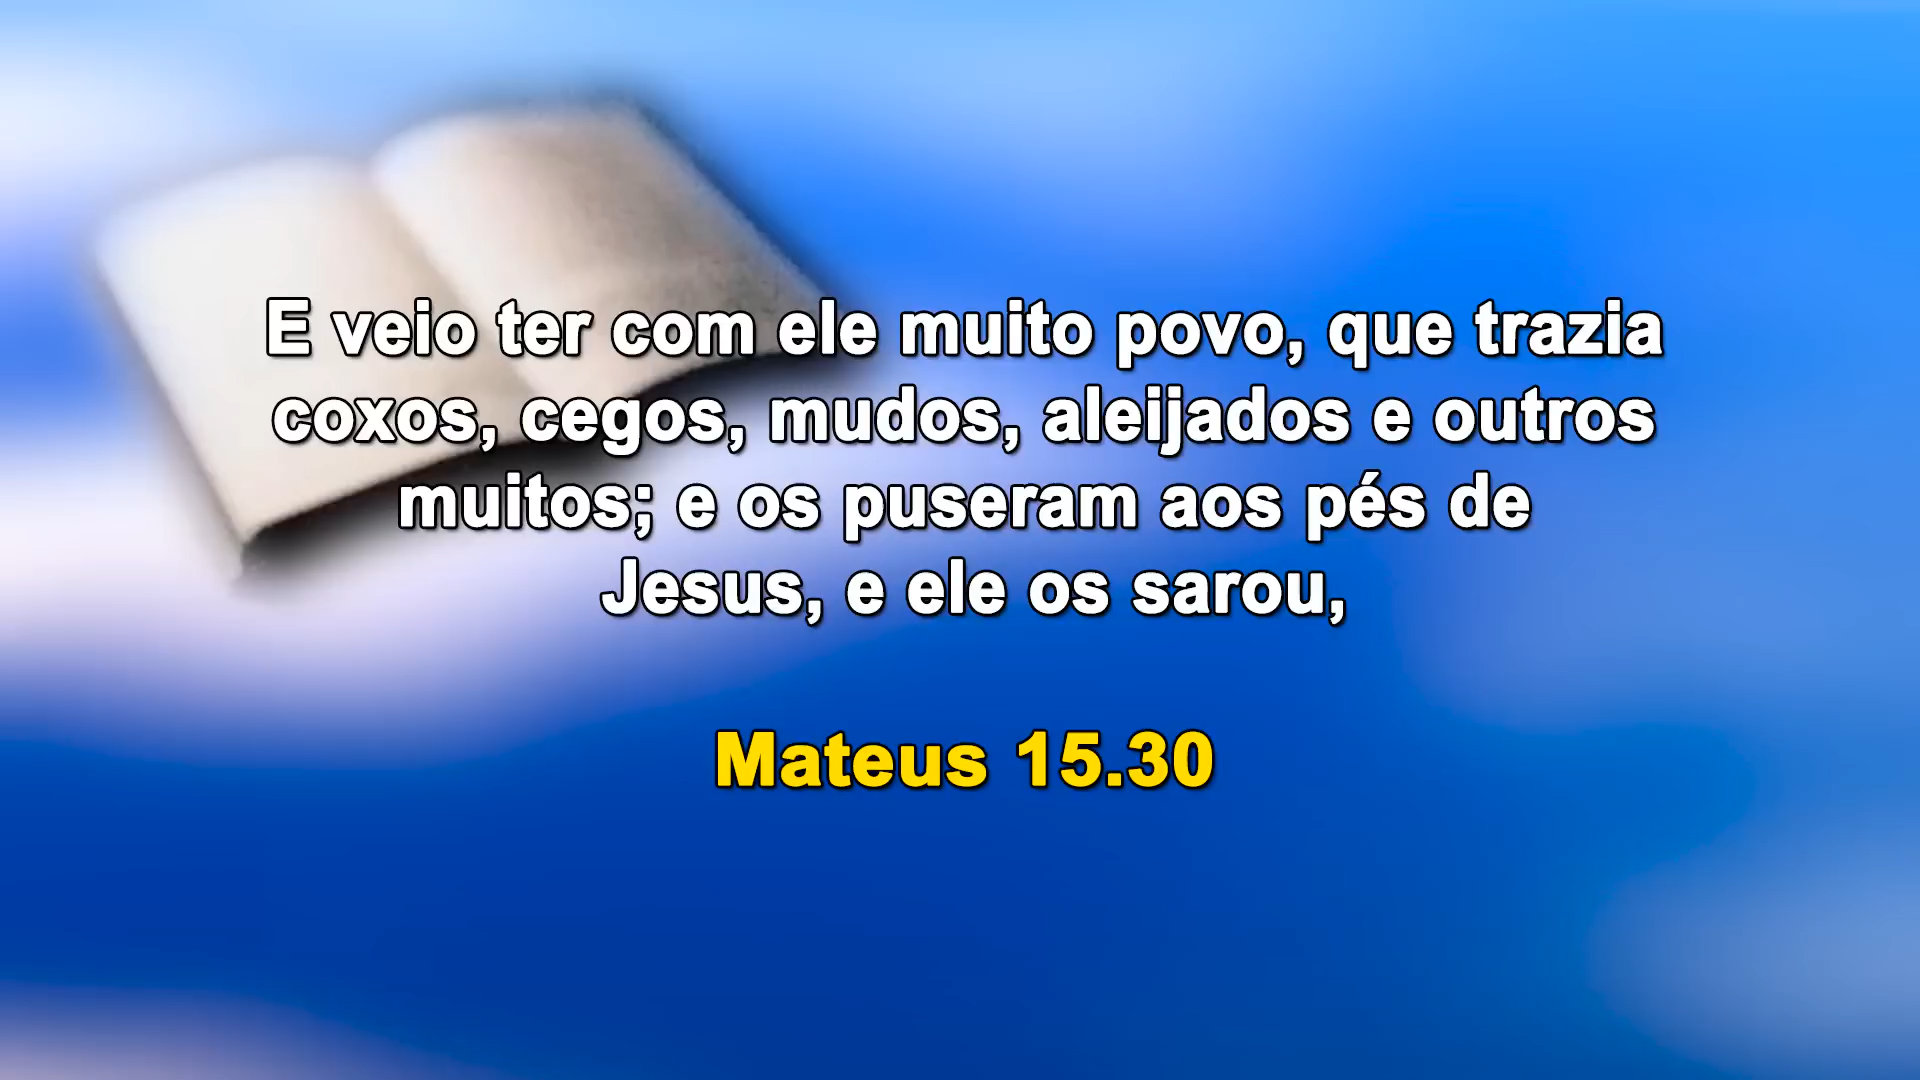 E veio ter com ele muito povo, que trazia
coxos, cegos, mudos, aleijados e outros
muitos; e os puseram aos pés de
Jesus, e ele os sarou,
Mateus 15.30